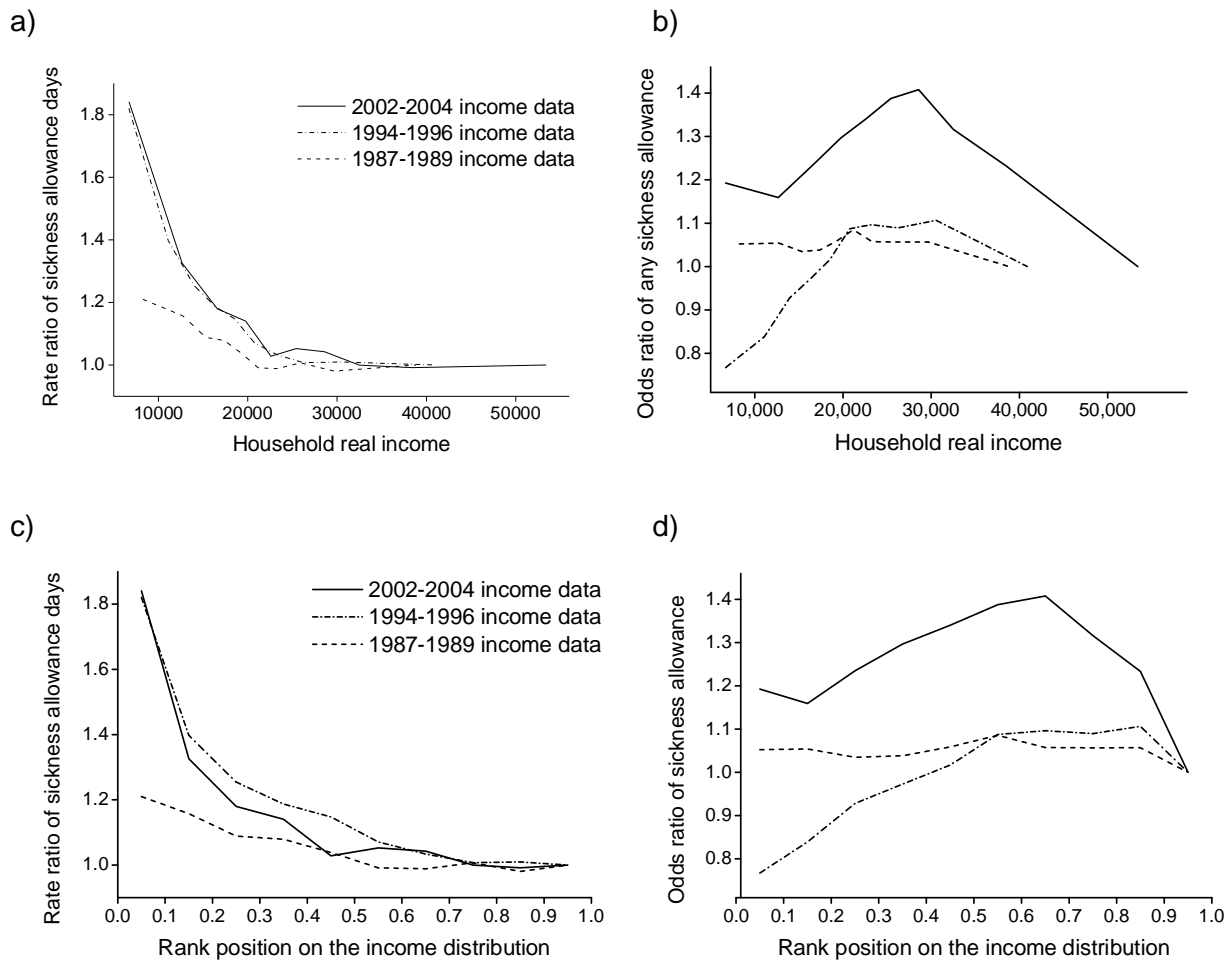 a)
Rate ratio of sickness allowance days
1.8
1.6
1.4
1.2
1.0
2002-2004 income data
1994-1996 income data
1987-1989 income data
10000 20000 30000 40000 50000
Household real income
b)
Odds ratio of any sickness allowance
1.4
1.3
1.2
1.1
1.0
0.9
0.8
10,000 20,000 30,000 40,000 50,000
Household real income
c)
Rate ratio of sickness allowance days
1.8
1.6
1.4
1.2
1.0
2002-2004 income data
1994-1996 income data
1987-1989 income data
0.0 0.1 0.2 0.3 0.4 0.5 0.6 0.7 0.8 0.9 1.0
Rank position on the income distribution
d)
Odds ratio of sickness allowance
1.4
1.3
1.2
1.1
1.0
0.9
0.8
0.0 0.1 0.2 0.3 0.4 0.5 0.6 0.7 0.8 0.9 1.0
Rank position on the income distribution